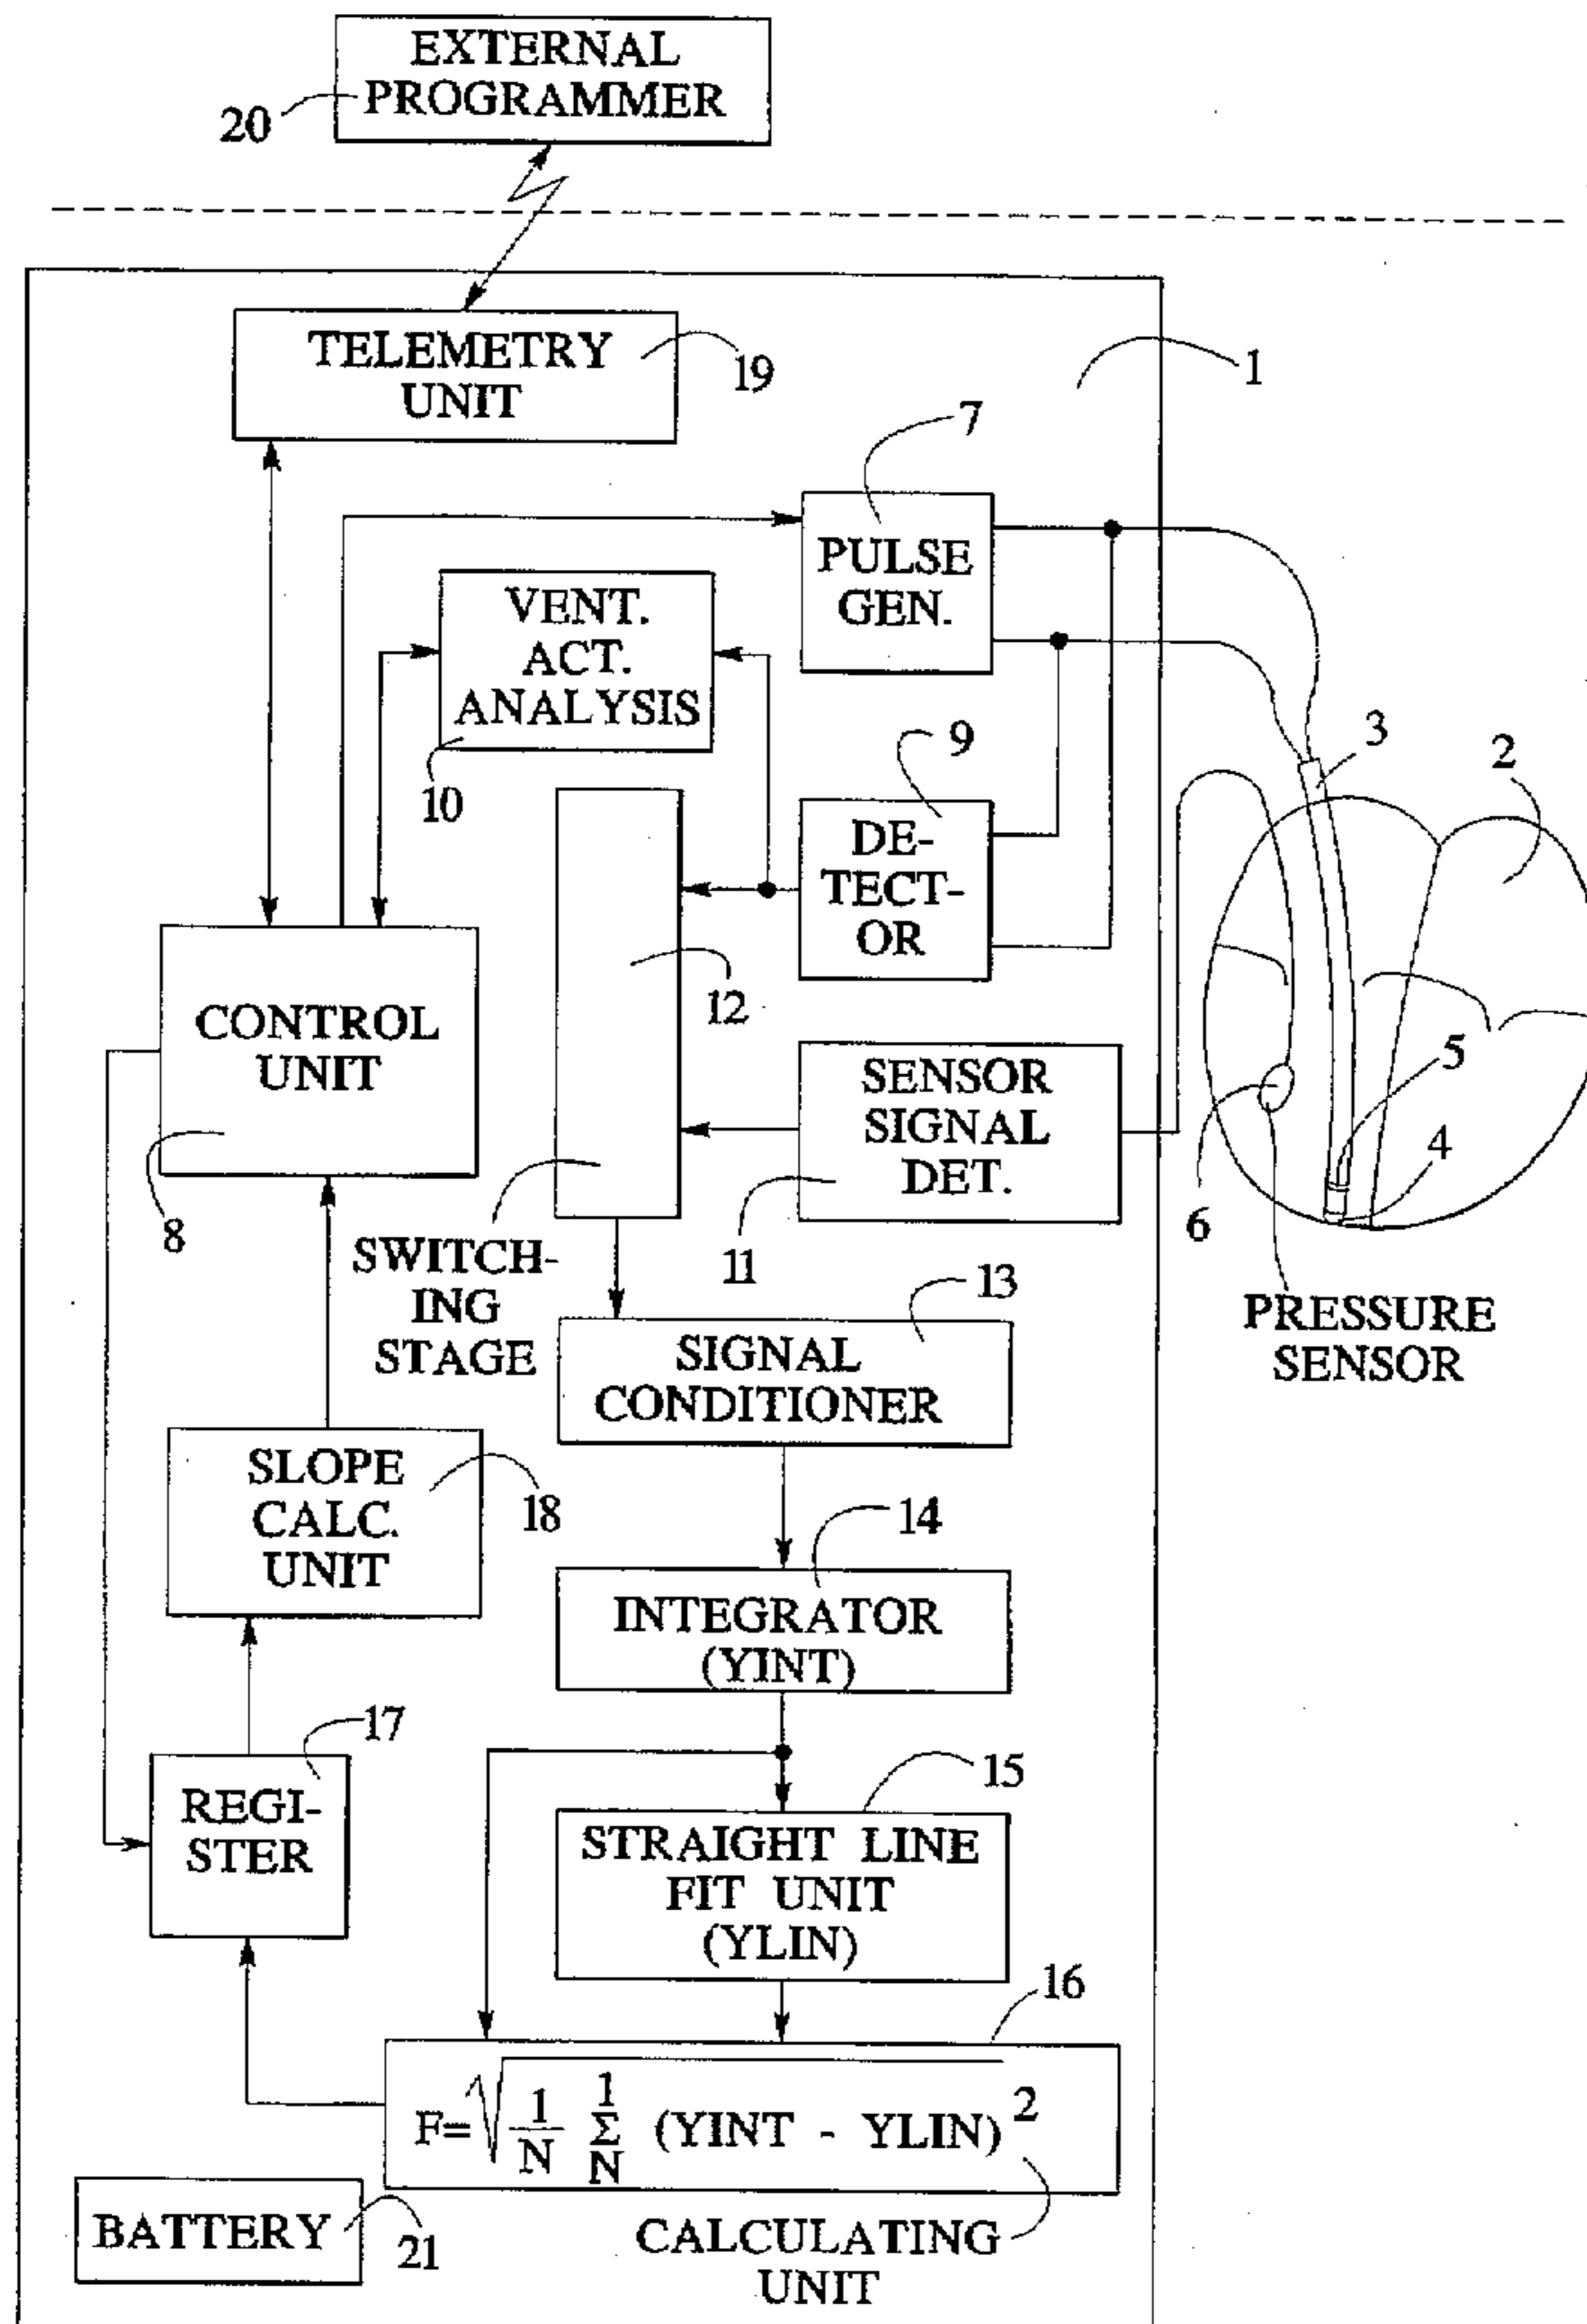 EXTERNAL
PROGRAMMER
20
TELEMETRY
UNIT
19
1
7
PULSE
GEN.
VENT.
ACT.
ANALYSIS
10
9
DE-
TECT-
OR
3
2
12
CONTROL
UNIT
8
SENSOR
SIGNAL
DET.
11
5
4
6
PRESSURE
SENSOR
SWITCH-
ING
STAGE
13
SIGNAL
CONDITIONER
SLOPE
CALC.
UNIT
18
14
INTEGRATOR
(YINT)
17
REGI-
STER
15
STRAIGHT LINE
FIT UNIT
(YLIN)
16
F=√ 1/N 1 Σ N (YINT - YLIN) 2
BATTERY
21
CALCULATING
UNIT